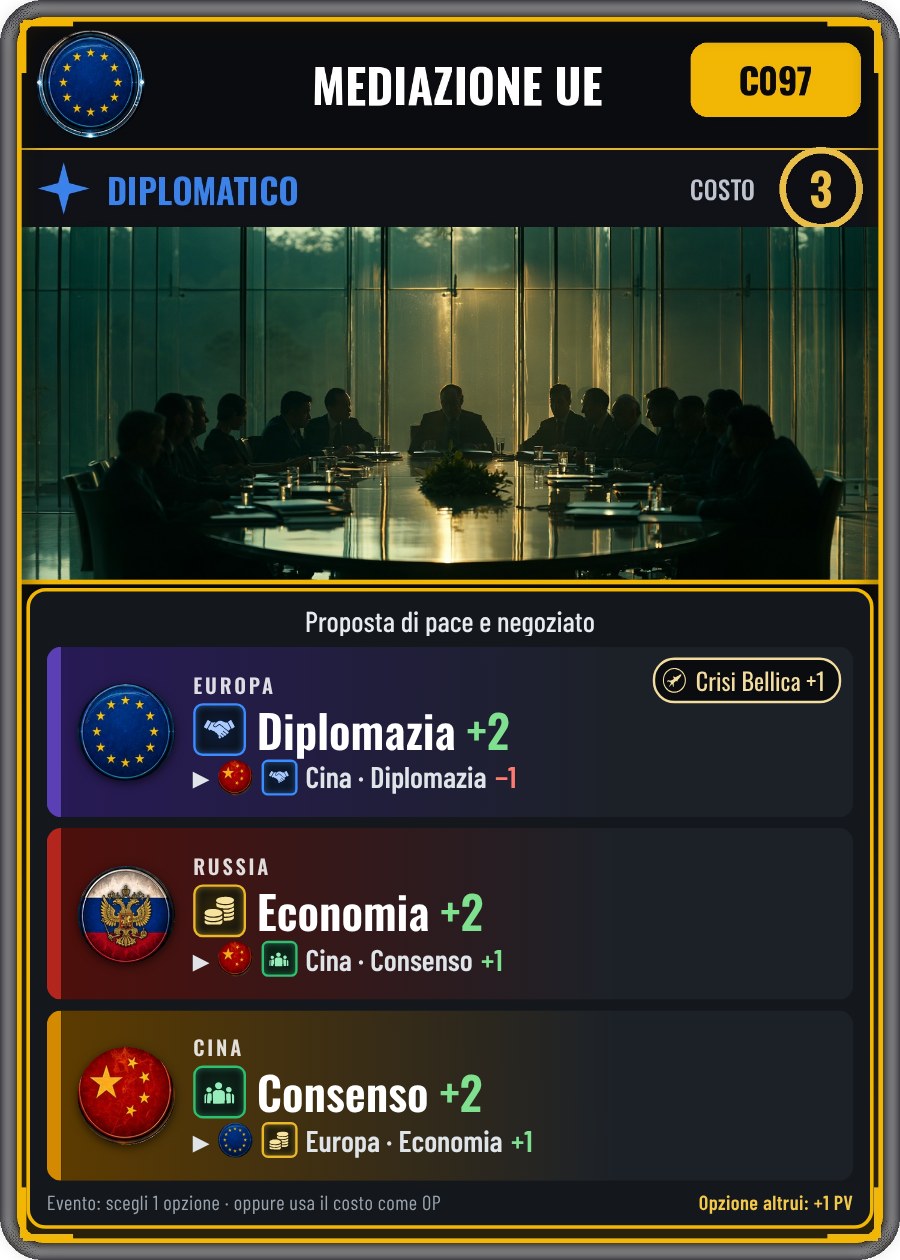 MEDIAZIONE UE
C097
DIPLOMATICO
COSTO
3
Proposta di pace e negoziato
EUROPA
Crisi Bellica +1
Diplomazia +2
▶ Cina · Diplomazia −1
RUSSIA
Economia +2
▶ Cina · Consenso +1
CINA
Consenso +2
▶ Europa · Economia +1
Evento: scegli 1 opzione · oppure usa il costo come OP
Opzione altrui: +1 PV